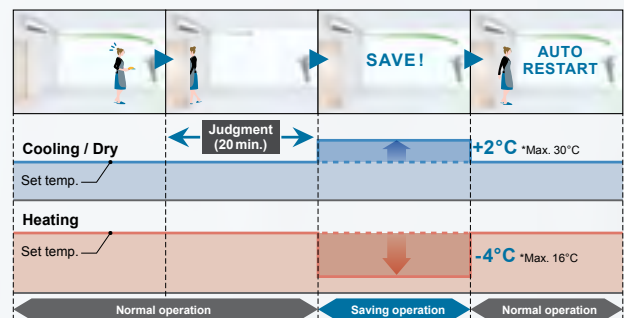 SAVE!
AUTO
RESTART
Judgment
(20 min.)
Cooling / Dry
+2°C *Max. 30°C
Set temp.
Heating
Set temp.
-4°C *Max. 16°C
Normal operation
Saving operation
Normal operation